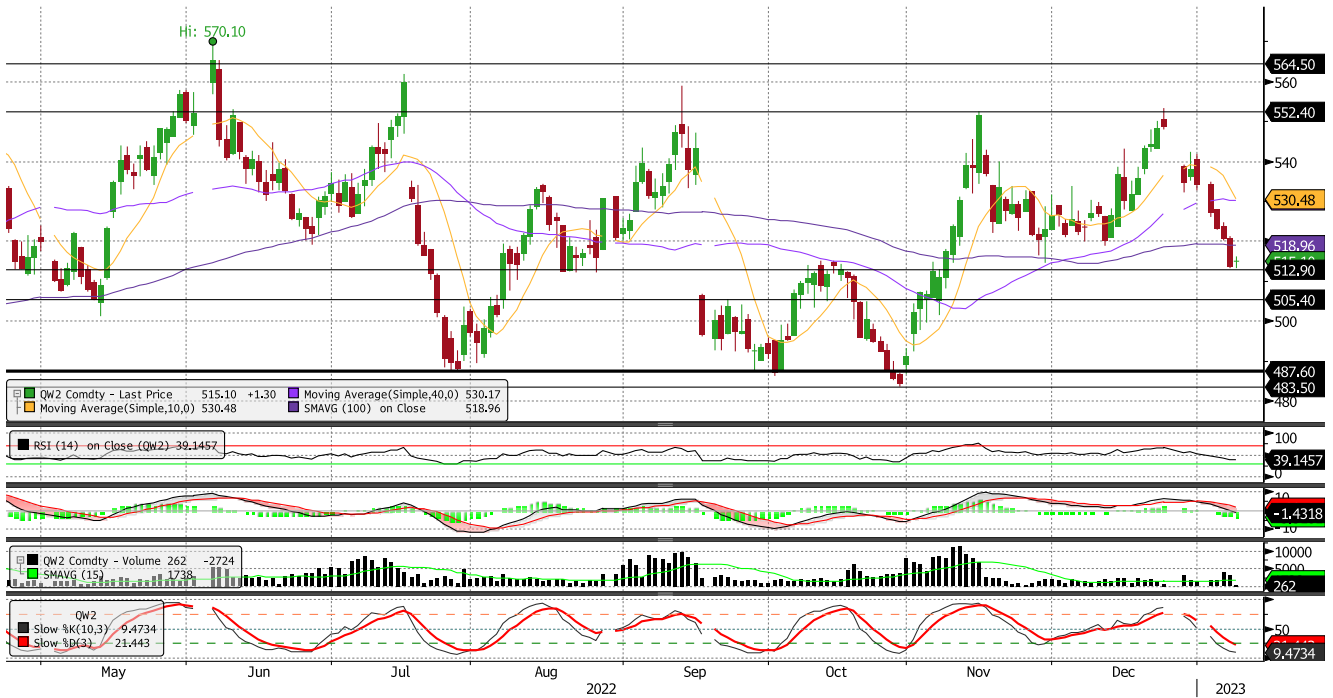 Hi: 570.10
564.50
560
552.40
540
530.48
518.96
515.10
512.90
505.40
500
487.60
483.50
480
QW2 Comdty - Last Price 515.10 +1.30 Moving Average(Simple,40,0) 530.17
Moving Average(Simple,10,0) 530.48 SMAVG (100) on Close 518.96
RSI (14) on Close (QW2) 39.1457
100
39.1457
0
10
-1.4318
-10
QW2 Comdty - Volume 262 -2724
SMAVG (15) 1738
10000
5000
262
QW2
Slow %K(10,3) 9.4734
Slow %D(3) 21.443
50
9.4734
May Jun Jul Aug Sep Oct Nov Dec
2022 2023